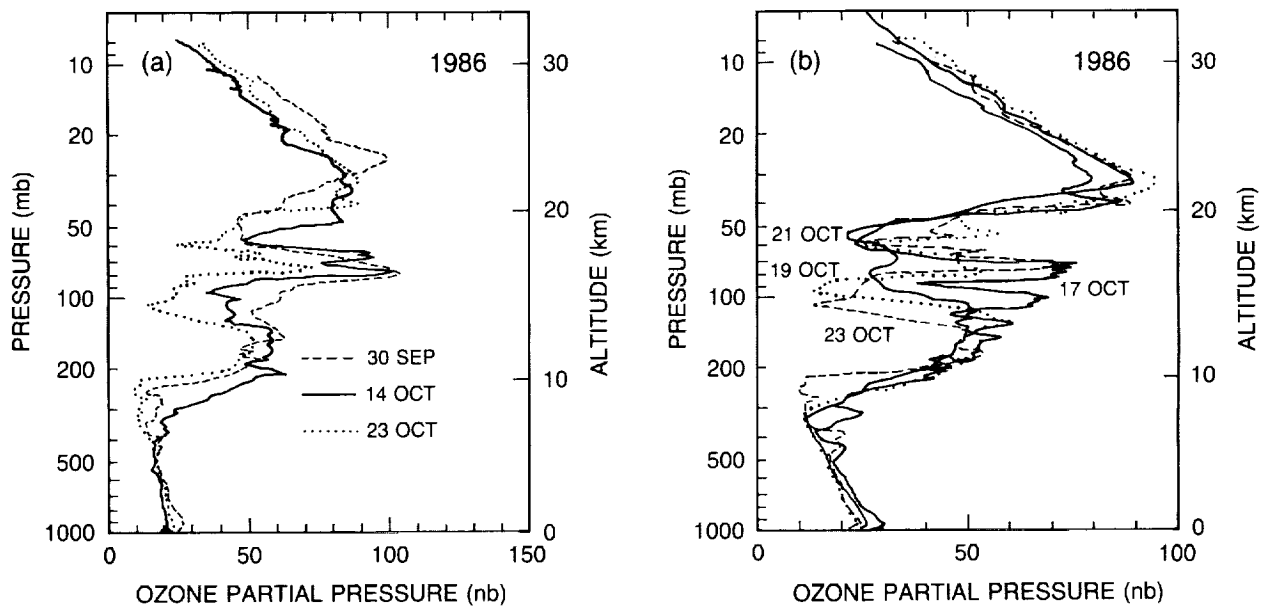 (a)
1986
10
20
50
100
200
500
1000
PRESSURE (mb)
30
20
10
0
ALTITUDE (km)
30 SEP
14 OCT
23 OCT
0
50
100
150
OZONE PARTIAL PRESSURE (nb)
(b)
1986
10
20
50
100
200
500
1000
PRESSURE (mb)
30
20
10
0
ALTITUDE (km)
21 OCT
19 OCT
17 OCT
23 OCT
0
50
100
OZONE PARTIAL PRESSURE (nb)